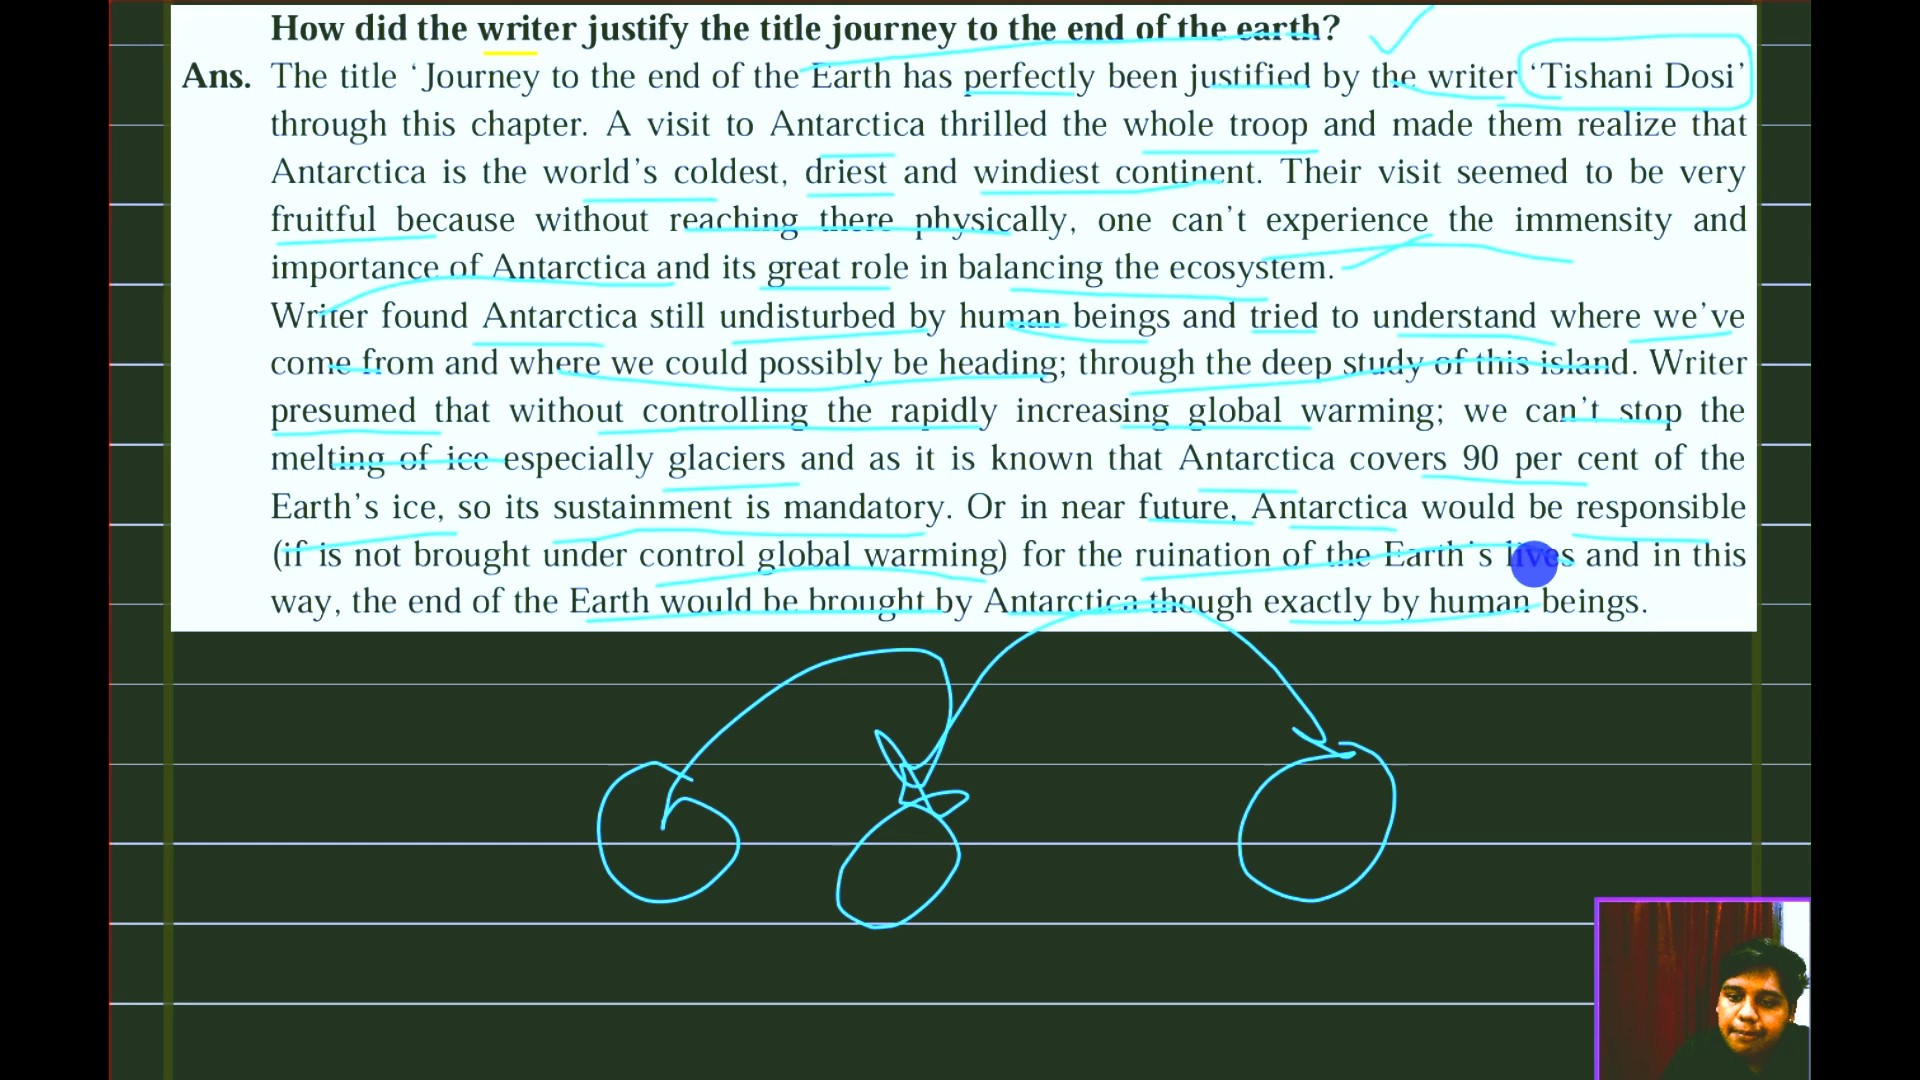 How did the writer justify the title journey to the end of the earth?
Ans. The title ‘Journey to the end of the Earth has perfectly been justified by the writer ‘Tishani Dosi’
through this chapter. A visit to Antarctica thrilled the whole troop and made them realize that
Antarctica is the world’s coldest, driest and windiest continent. Their visit seemed to be very
fruitful because without reaching there physically, one can’t experience the immensity and
importance of Antarctica and its great role in balancing the ecosystem.
Writer found Antarctica still undisturbed by human beings and tried to understand where we’ve
come from and where we could possibly be heading; through the deep study of this island. Writer
presumed that without controlling the rapidly increasing global warming; we can’t stop the
melting of ice especially glaciers and as it is known that Antarctica covers 90 per cent of the
Earth’s ice, so its sustainment is mandatory. Or in near future, Antarctica would be responsible
(if is not brought under control global warming) for the ruination of the Earth’s lives and in this
way, the end of the Earth would be brought by Antarctica though exactly by human beings.